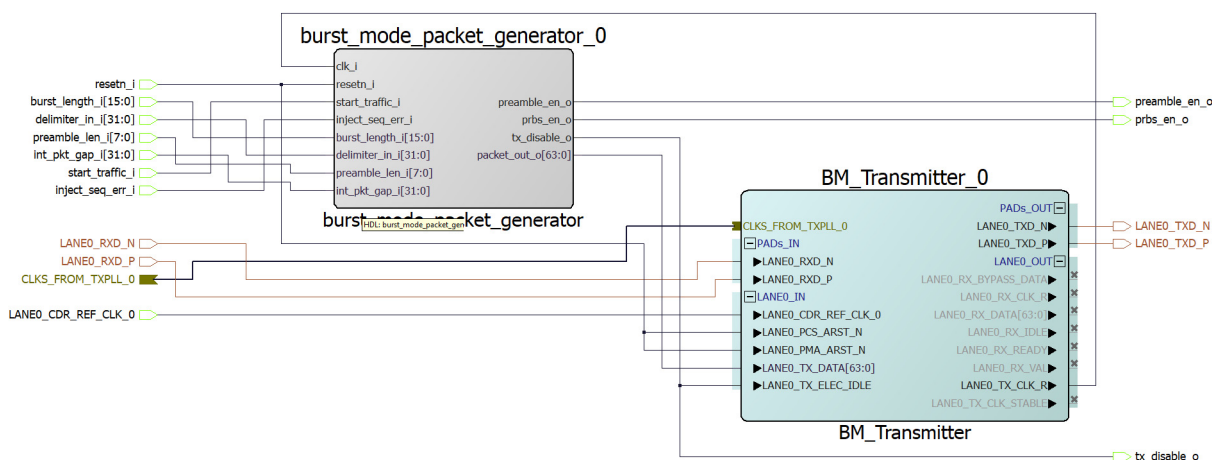 burst_mode_packet_generator_0
clk_i
resetn_i
start_traffic_i
inject_seq_err_i
burst_length_i[15:0]
delimiter_in_i[31:0]
preamble_len_i[7:0]
int_pkt_gap_i[31:0]
preamble_en_o
prbs_en_o
tx_disable_o
packet_out_o[63:0]
burst_mode_packet_generator
HDL: burst_mode_packet_gen
resetn_i
burst_length_i[15:0]
delimiter_in_i[31:0]
preamble_len_i[7:0]
int_pkt_gap_i[31:0]
start_traffic_i
inject_seq_err_i
LANE0_RXD_N
LANE0_RXD_P
CLKS_FROM_TXPLL_0
LANE0_CDR_REF_CLK_0
BM_Transmitter_0
CLKS_FROM_TXPLL_0
PADs_IN
LANE0_RXD_N
LANE0_RXD_P
LANE0_IN
LANE0_CDR_REF_CLK_0
LANE0_PCS_ARST_N
LANE0_PMA_ARST_N
LANE0_TX_DATA[63:0]
LANE0_TX_ELEC_IDLE
PADs_OUT
LANE0_TXD_N
LANE0_TXD_P
LANE0_OUT
LANE0_RX_BYPASS_DATA
LANE0_RX_CLK_R
LANE0_RX_DATA[63:0]
LANE0_RX_IDLE
LANE0_RX_READY
LANE0_RX_VAL
LANE0_TX_CLK_R
LANE0_TX_CLK_STABLE
BM_Transmitter
preamble_en_o
prbs_en_o
LANE0_TXD_N
LANE0_TXD_P
tx_disable_o